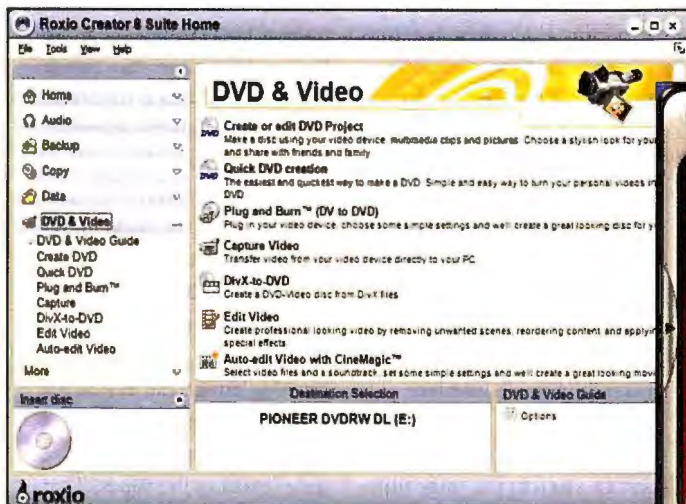 Roxio Creator 8 Suite Home
File Tools View Help
Home
Audio
Backup
Copy
Data
DVD & Video
DVD & Video Guide
Create DVD
Quick DVD
Plug and Burn™
Capture
DivX-to-DVD
Edit Video
Auto-edit Video
More
Insert disc
roxio
DVD & Video
Create or edit DVD Project
Make a disc using your video device, multimedia clips and pictures. Choose a stylish look for your
and share with friends and family
Quick DVD creation
The easiest and quickest way to make a DVD. Simple and easy way to turn your personal videos in
DVD
Plug and Burn™ (DV to DVD)
Plug in your video device, choose some simple settings and we'll create a great looking disc for y
Capture Video
Transfer video from your video device directly to your PC
DivX-to-DVD
Create a DVD-Video disc from DivX files
Edit Video
Create professional looking video by removing unwanted scenes, reordering content and applying
special effects
Auto-edit Video with CineMagic™
Select video files and a soundtrack, set some simple settings and we'll create a great looking mov
Destination Selection
PIONEER DVDRW DL (E:)
DVD & Video Guide
Options